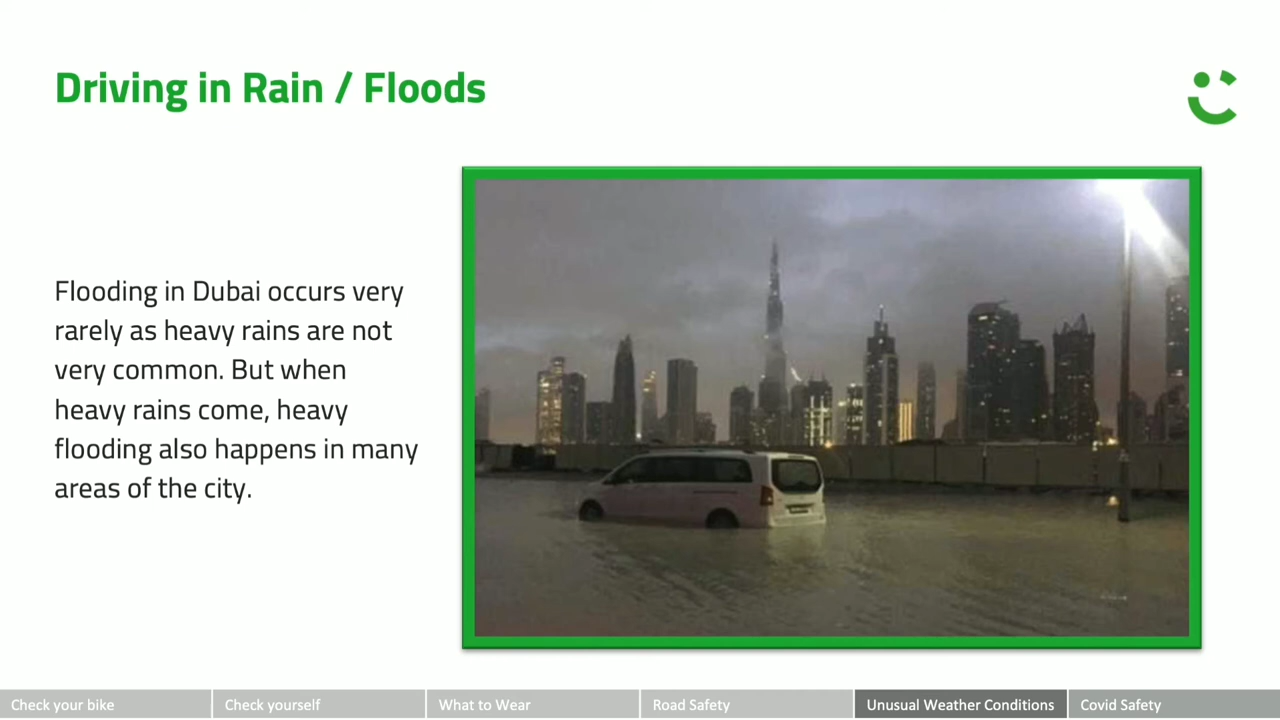 Driving in Rain / Floods
Flooding in Dubai occurs very
rarely as heavy rains are not
very common. But when
heavy rains come, heavy
flooding also happens in many
areas of the city.
Check your bike
Check yourself
What to Wear
Road Safety
Unusual Weather Conditions
Covid Safety